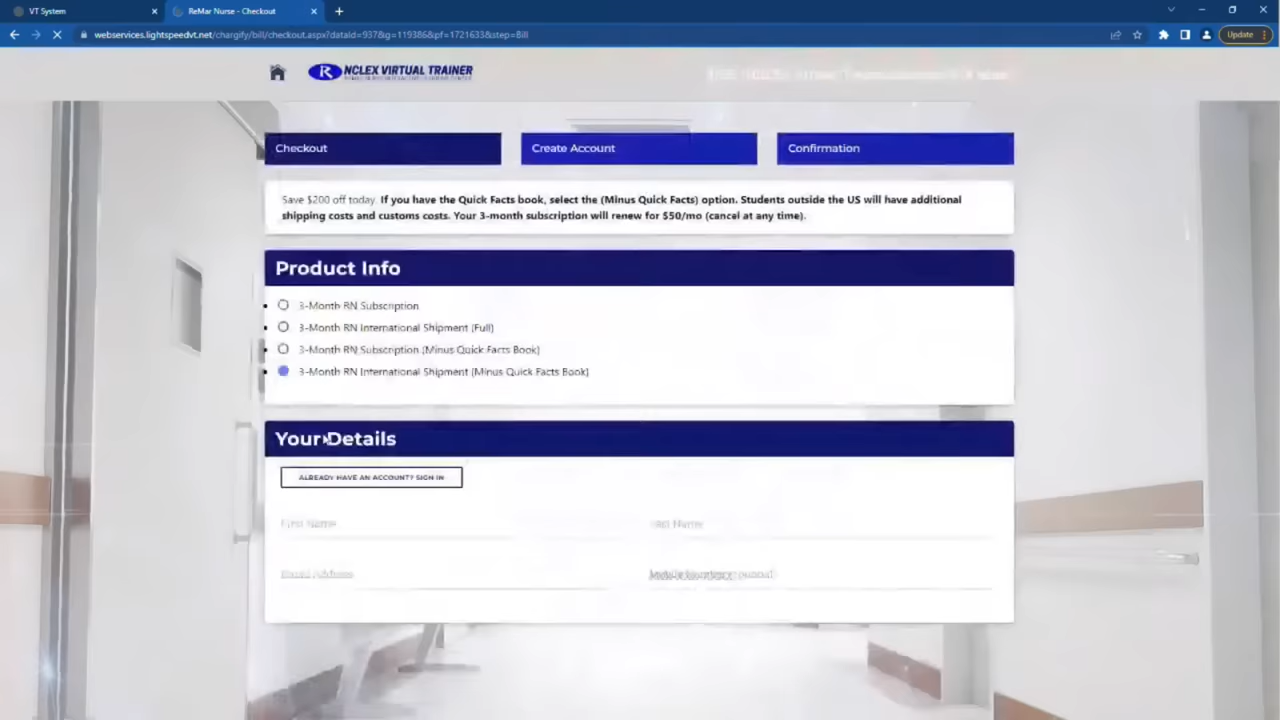 VT System
ReMar Nurse - Checkout
webservices.lightspeedvt.net/chargify/bill/checkout.aspx?dataId=937&ig=119386&pf=1721633&step=Bill
Update
R NCLEX VIRTUAL TRAINER
Checkout
Create Account
Confirmation
Save $200 off today. If you have the Quick Facts book, select the (Minus Quick Facts) option. Students outside the US will have additional
shipping costs and customs costs. Your 3-month subscription will renew for $50/mo (cancel at any time).
Product Info
3-Month RN Subscription
3-Month RN International Shipment (Full)
3-Month RN Subscription (Minus Quick Facts Book)
3-Month RN International Shipment (Minus Quick Facts Book)
Your Details
ALREADY HAVE AN ACCOUNT? SIGN IN
First Name
Last Name
Email Address